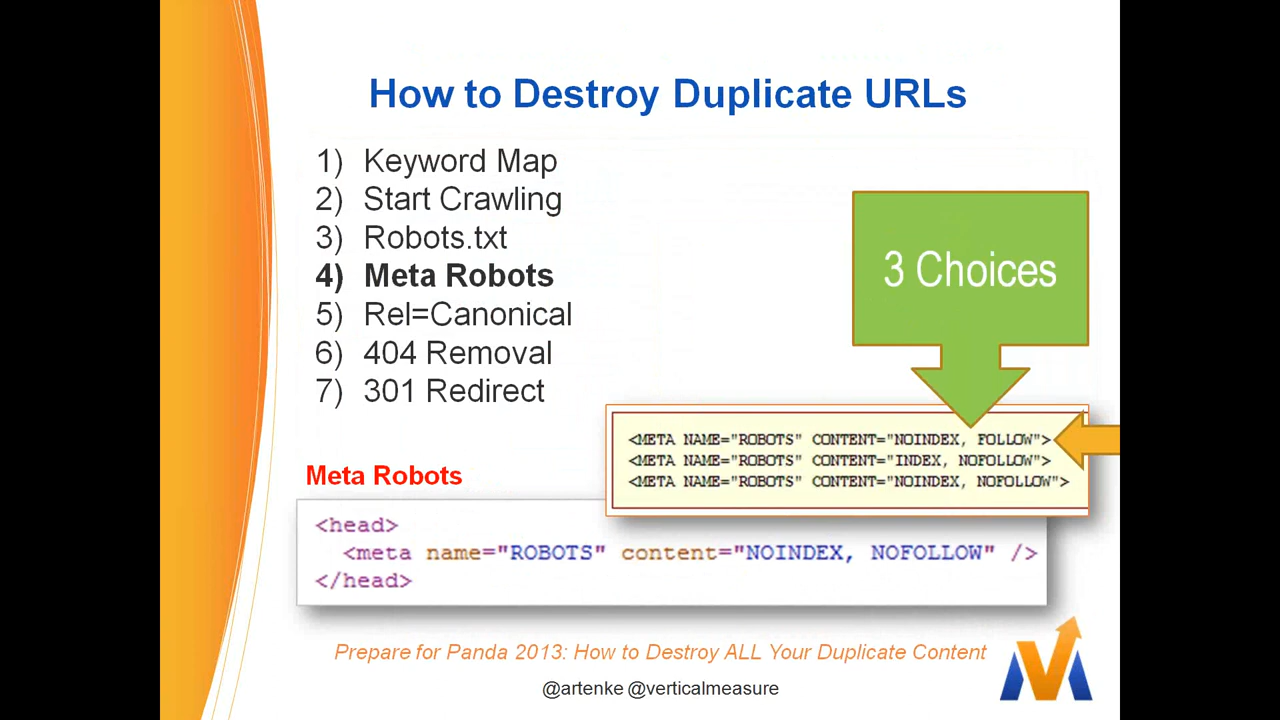 How to Destroy Duplicate URLs
1) Keyword Map
2) Start Crawling
3) Robots.txt
4) Meta Robots
5) Rel=Canonical
6) 404 Removal
7) 301 Redirect
3 Choices
<META NAME="ROBOTS" CONTENT="NOINDEX, FOLLOW">
<META NAME="ROBOTS" CONTENT="INDEX, NOFOLLOW">
<META NAME="ROBOTS" CONTENT="NOINDEX, NOFOLLOW">
Meta Robots
<head>
<meta name="ROBOTS" content="NOINDEX, NOFOLLOW" />
</head>
Prepare for Panda 2013: How to Destroy ALL Your Duplicate Content
@artenke @verticalmeasure